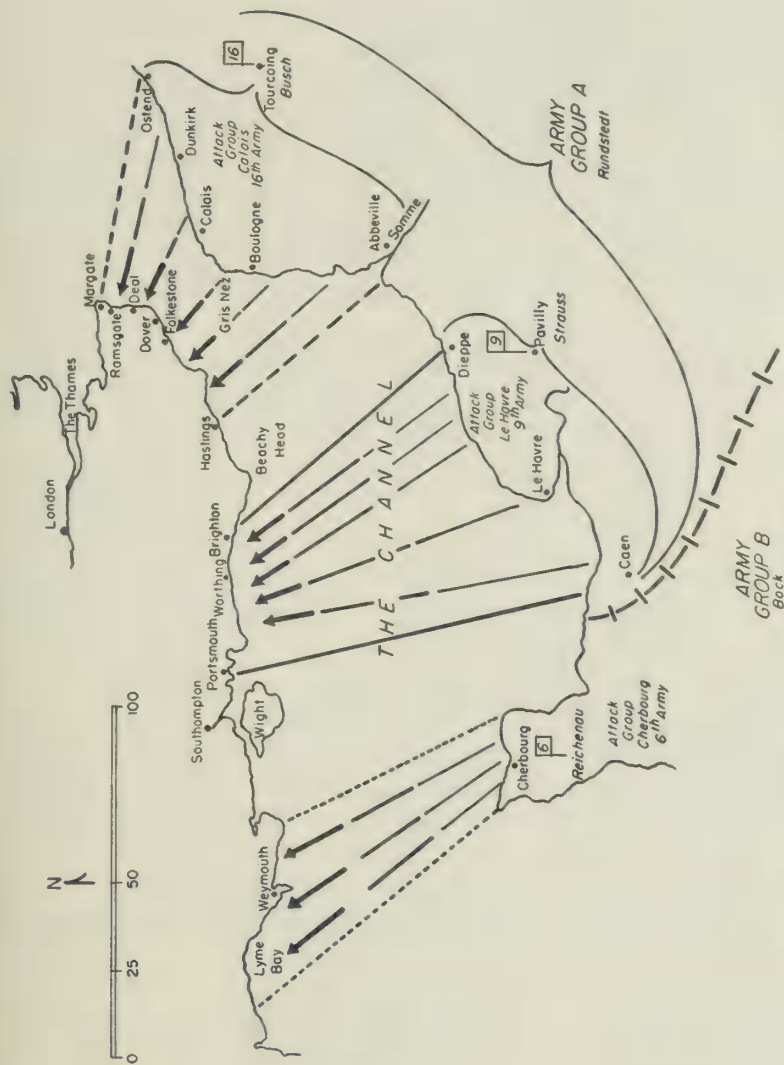 0
25
50
100
N
London
The Thames
Margate
Ramsgate
Deal
Dover
Folkestone
Gris Nez
Hastings
Beachy
Head
Brighton
Worthing
Portsmouth
Southampton
Wight
Weymouth
Lyme
Bay
THE CHANNEL
Ostend
Dunkirk
Calais
Boulogne
Attack
Group
Calais
16th Army
16
Tourcoing
Busch
Abbeville
Somme
ARMY
GROUP A
Rundstedt
Dieppe
9
Pavilly
Strauss
Attack
Group
Le Havre
9th Army
Le Havre
Caen
ARMY
GROUP B
Bock
Cherbourg
6
Reichenau
Attack
Group
Cherbourg
6th Army